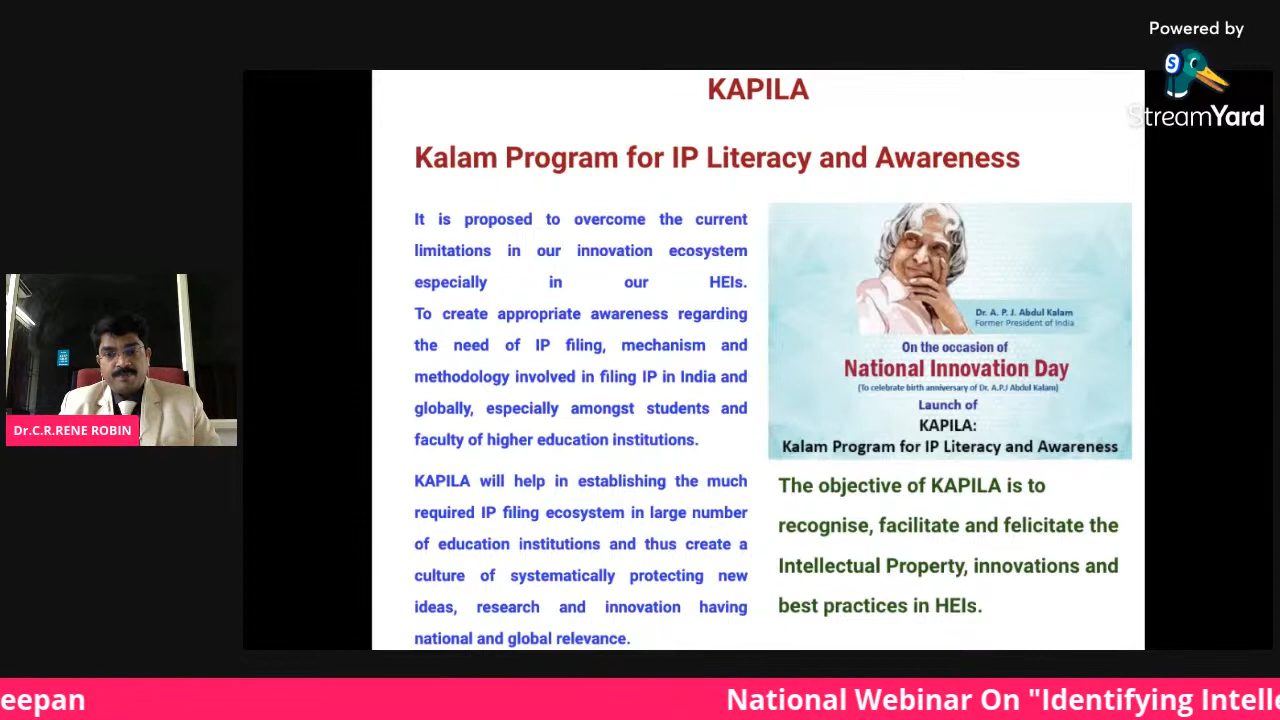 Powered by
StreamYard
KAPILA
Kalam Program for IP Literacy and Awareness
It is proposed to overcome the current
limitations in our innovation ecosystem
especially in our HEIs.
To create appropriate awareness regarding
the need of IP filing, mechanism and
methodology involved in filing IP in India and
globally, especially amongst students and
faculty of higher education institutions.
KAPILA will help in establishing the much
required IP filing ecosystem in large number
of education institutions and thus create a
culture of systematically protecting new
ideas, research and innovation having
national and global relevance.
Dr. A. P. J. Abdul Kalam
Former President of India
On the occasion of
National Innovation Day
(To celebrate birth anniversary of Dr. A.P.J Abdul Kalam)
Launch of
KAPILA:
Kalam Program for IP Literacy and Awareness
The objective of KAPILA is to
recognise, facilitate and felicitate the
Intellectual Property, innovations and
best practices in HEIs.
Dr.C.R.RENE ROBIN
eepan
National Webinar On "Identifying Intelle